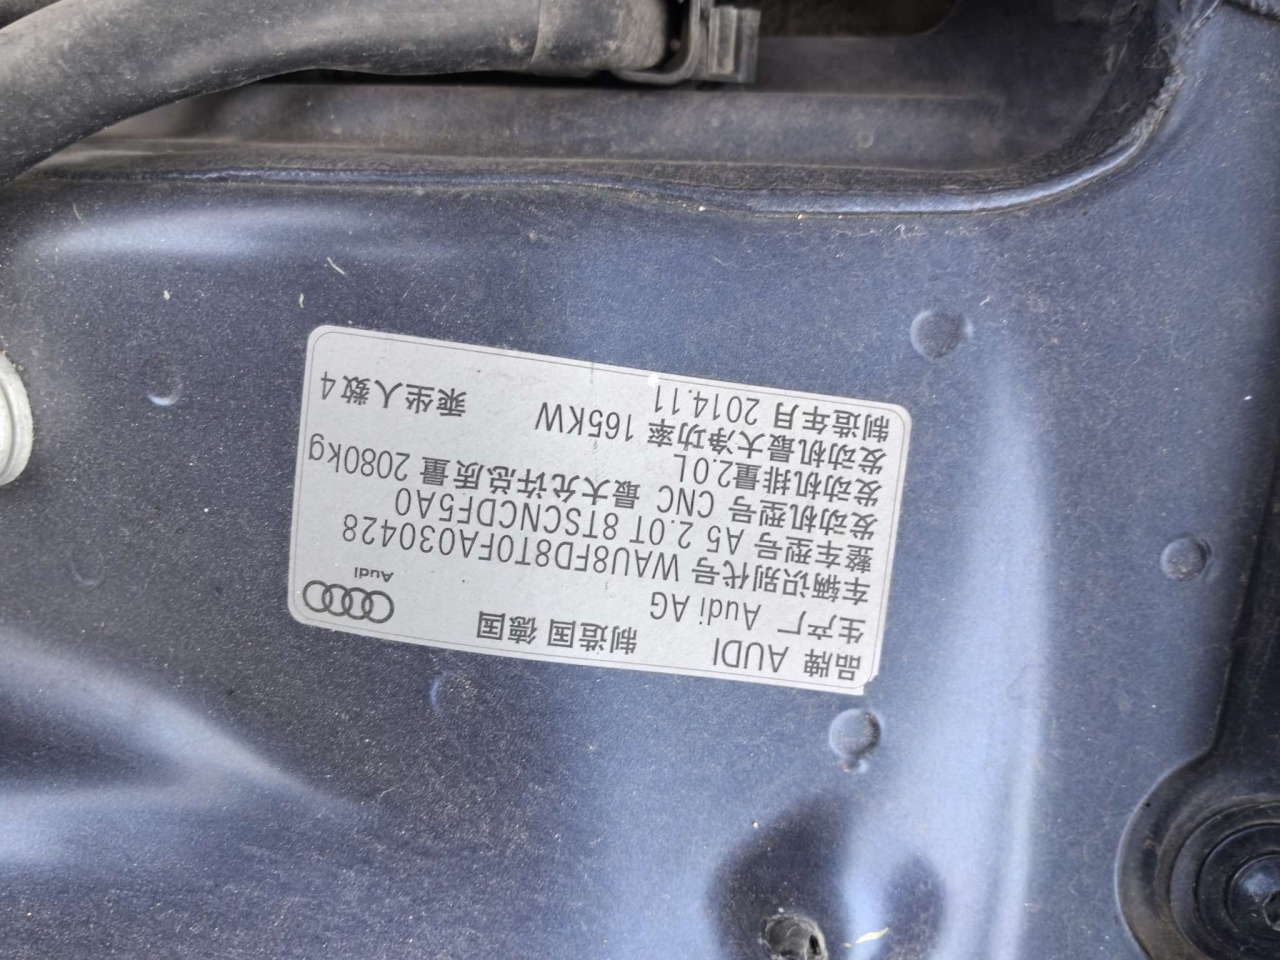 品牌 AUDI 制造国 德国
生产厂 Audi AG
Audi
车辆识别代号 WAU8FD8T0FA030428
整车型号 A5 2.0T 8TSCNCDF5A0
发动机型号 CNC 最大允许总质量 2080kg
发动机排量2.0L
发动机最大净功率 165KW 乘坐人数4
制造年月 2014.11